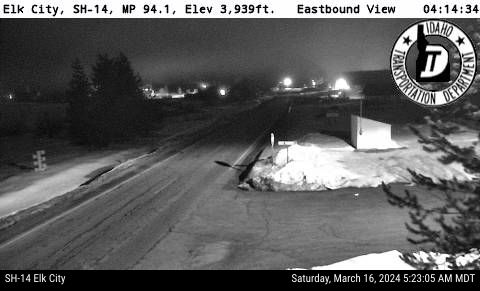 Elk City, SH-14, MP 94.1, Elev 3,939ft. Eastbound View 04:14:34
IDAHO
TRANSPORTATION DEPARTMENT
SH-14 Elk City Saturday, March 16, 2024 5:23:05 AM MDT